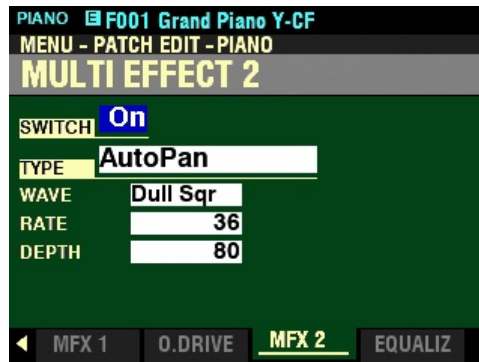 PIANO E F001 Grand Piano Y-CF
MENU - PATCH EDIT - PIANO
MULTI EFFECT 2
SWITCH On
TYPE AutoPan
WAVE Dull Sqr
RATE 36
DEPTH 80
MFX 1 O.DRIVE MFX 2 EQUALIZ